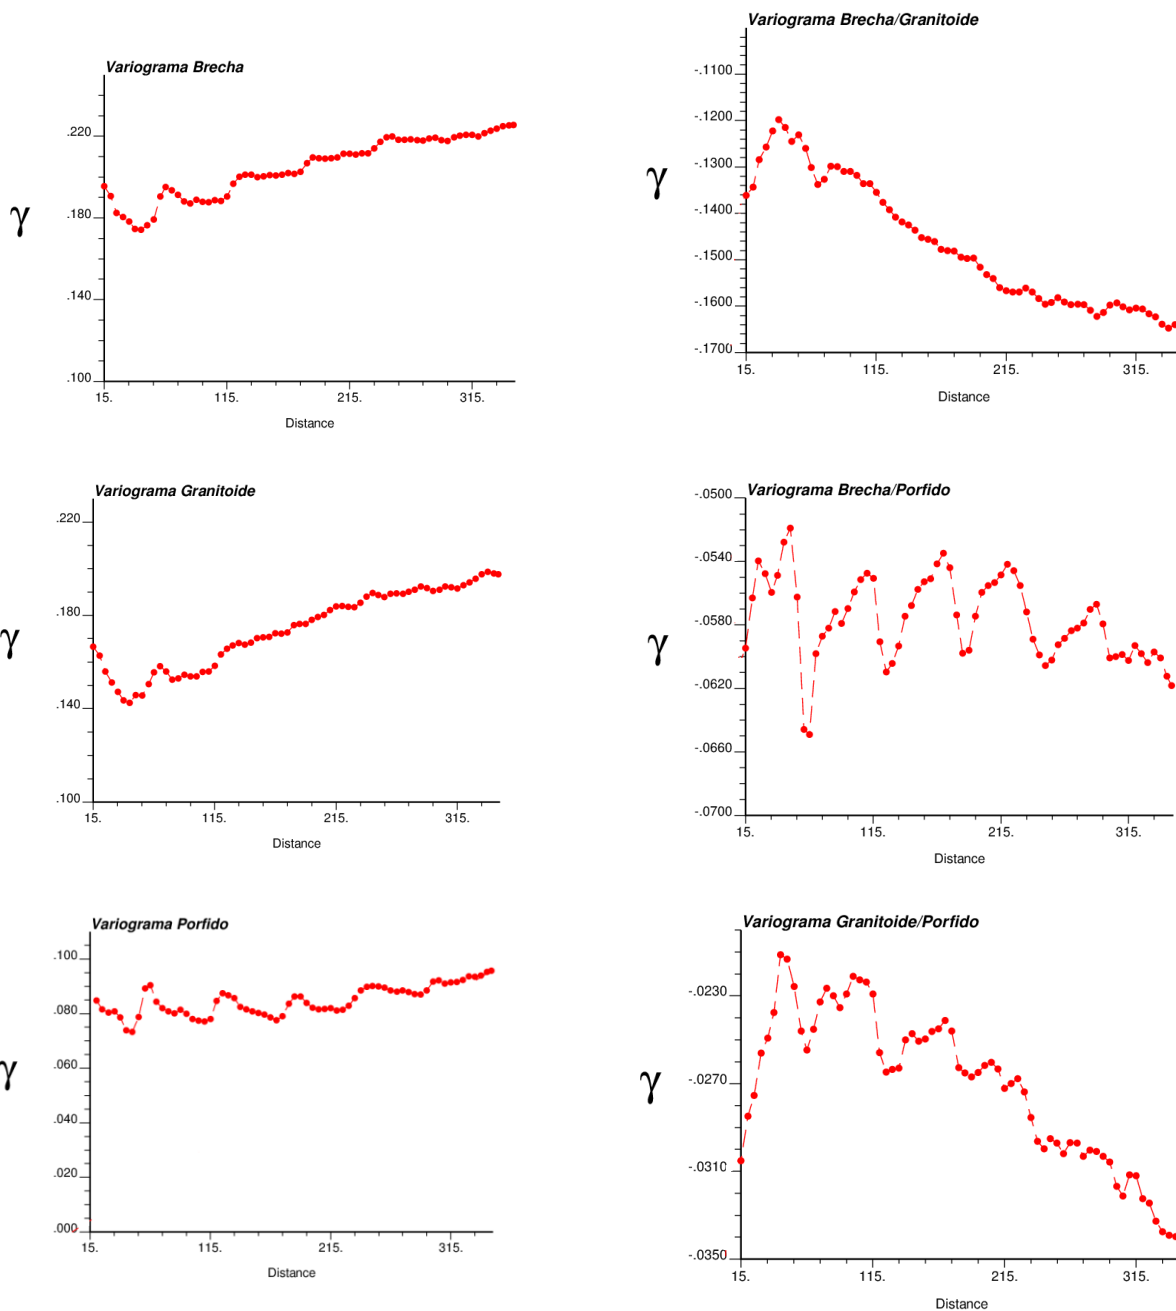 Variograma Brecha
γ
.220
.180
.140
.100
15. 115. 215. 315.
Distance
Variograma Brecha/Granitoide
γ
-.1100
-.1200
-.1300
-.1400
-.1500
-.1600
-.1700
15. 115. 215. 315.
Distance
Variograma Granitoide
γ
.220
.180
.140
.100
15. 115. 215. 315.
Distance
Variograma Brecha/Porfido
γ
-.0500
-.0540
-.0580
-.0620
-.0660
-.0700
15. 115. 215. 315.
Distance
Variograma Porfido
γ
.100
.080
.060
.040
.020
.000
15. 115. 215. 315.
Distance
Variograma Granitoide/Porfido
γ
-.0230
-.0270
-.0310
-.0350
15. 115. 215. 315.
Distance